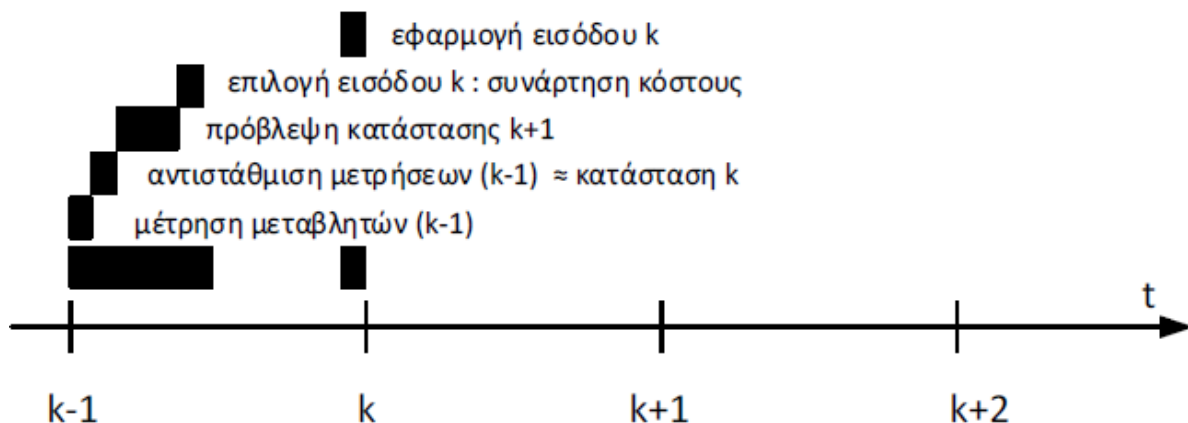 εφαρμογή εισόδου k
επιλογή εισόδου k : συνάρτηση κόστους
πρόβλεψη κατάστασης k+1
αντιστάθμιση μετρήσεων (k-1) ≈ κατάσταση k
μέτρηση μεταβλητών (k-1)
t
k-1 k k+1 k+2